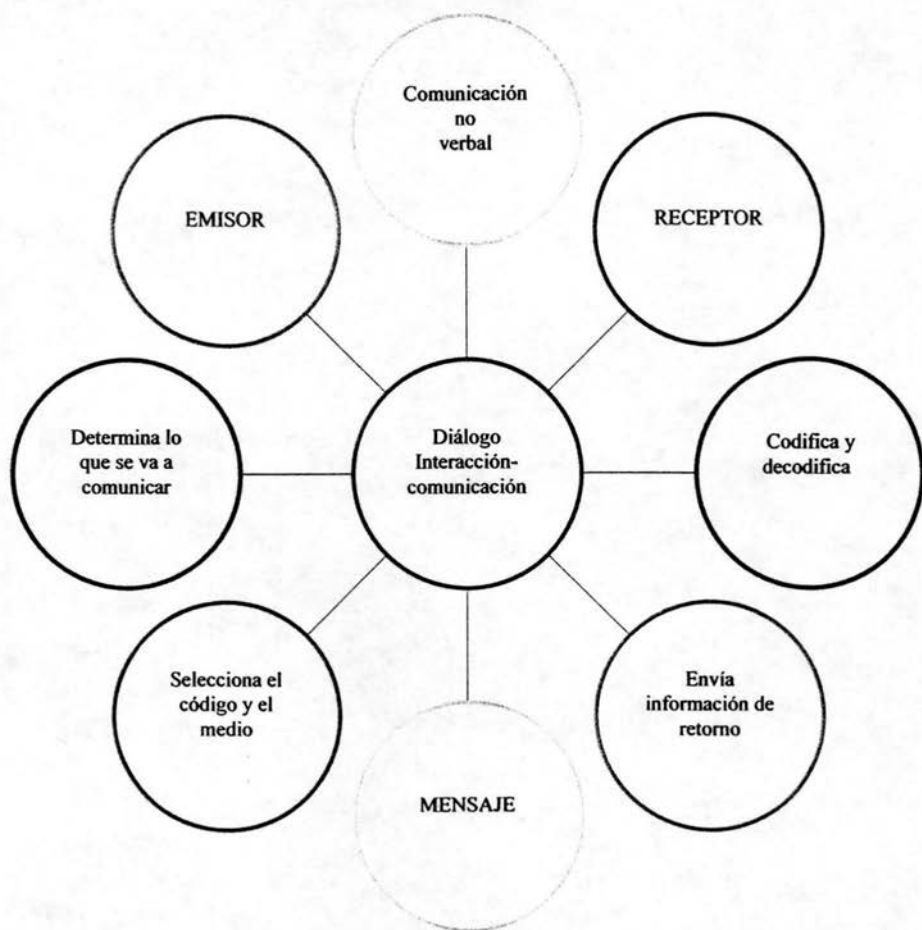 Comunicación
no
verbal
EMISOR
RECEPTOR
Determina lo
que se va a
comunicar
Diálogo
Interacción-
comunicación
Codifica y
decodifica
Selecciona el
código y el
medio
Envía
información de
retorno
MENSAJE